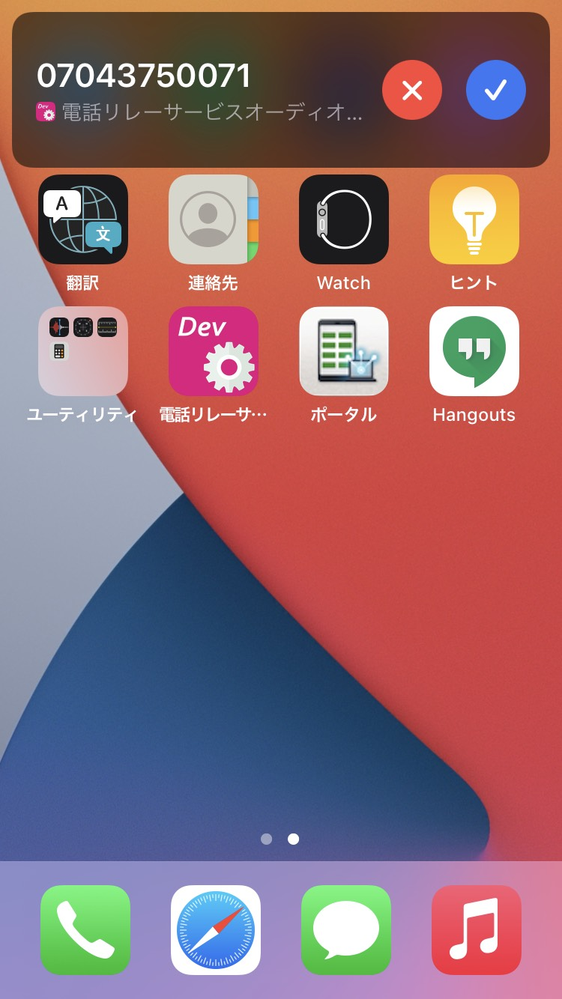 07043750071
Dev
電話リレーサービスオーディオ...
A
文
翻訳
連絡先
Watch
ヒント
Dev
ユーティリティ
電話リレーサ…
ポータル
Hangouts